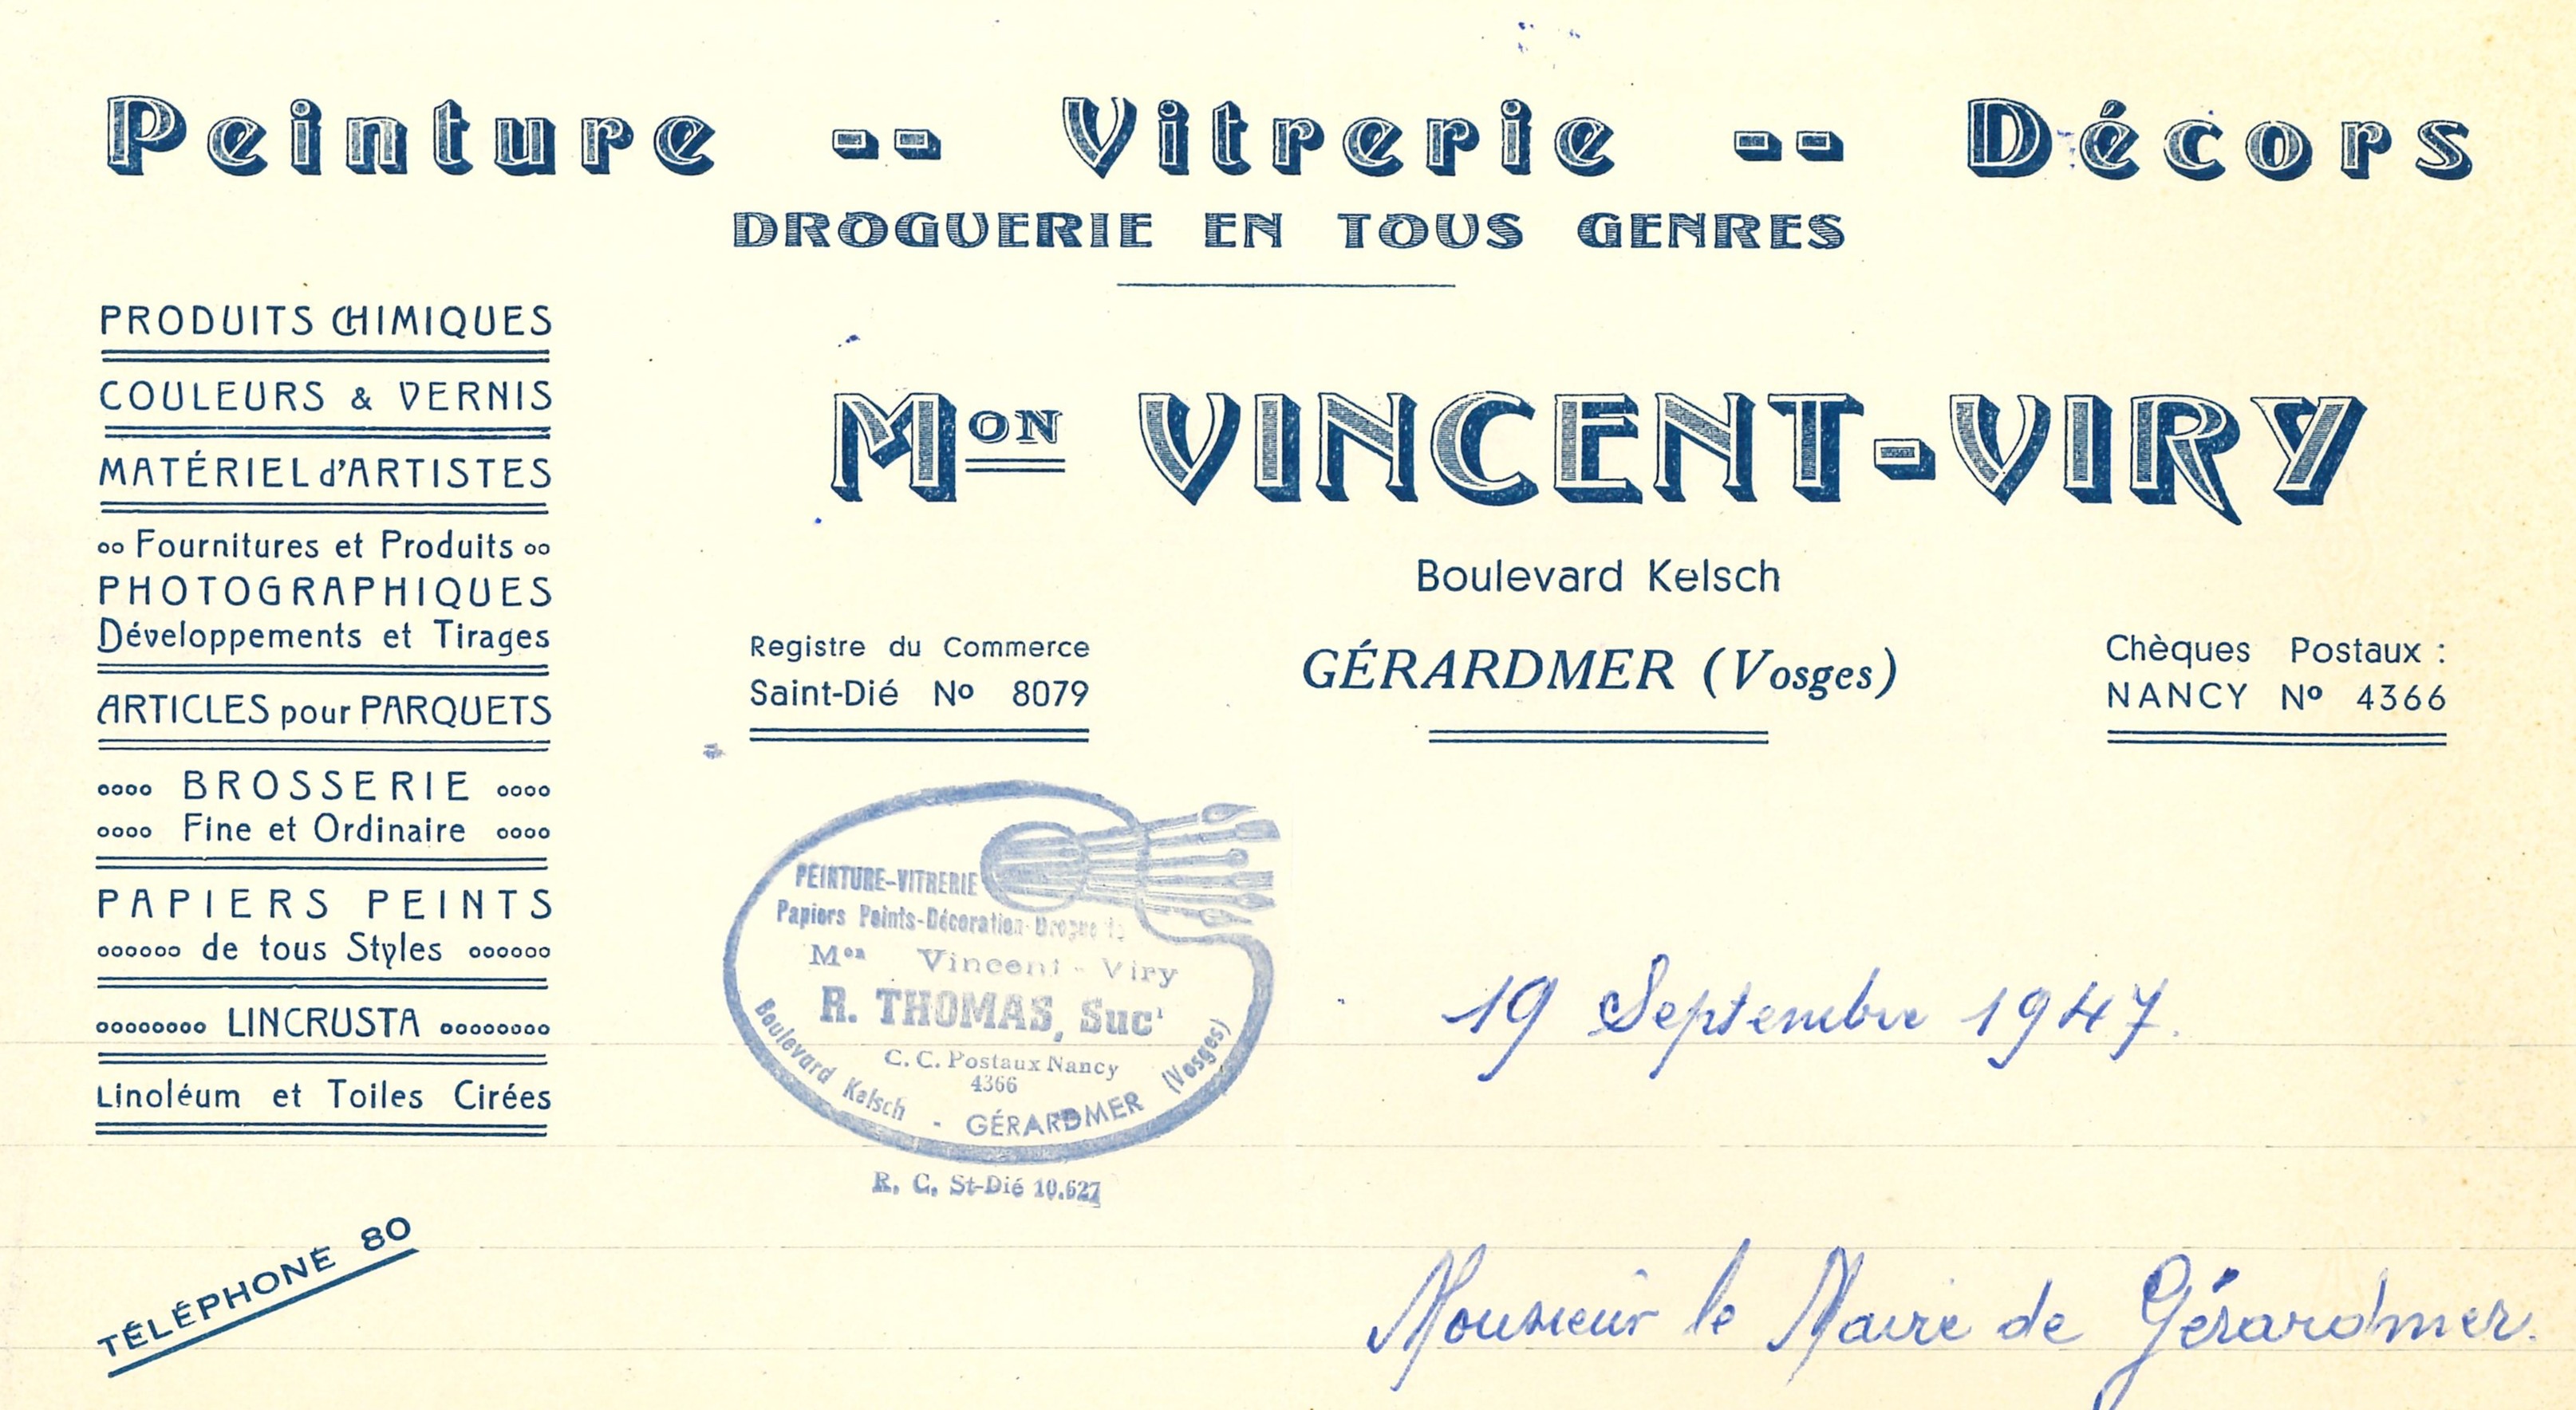 Peinture -- Vitrerie -- Décors
DROGUERIE EN TOUS GENRES
PRODUITS CHIMIQUES
COULEURS & VERNIS
MATÉRIEL d'ARTISTES
Fournitures et Produits
PHOTOGRAPHIQUES
Développements et Tirages
ARTICLES pour PARQUETS
BROSSERIE
Fine et Ordinaire
PAPIERS PEINTS
de tous Styles
LINCRUSTA
Linoléum et Toiles Cirées
TÉLÉPHONE 80
Mon VINCENT-VIRY
Boulevard Kelsch
GÉRARDMER (Vosges)
Registre du Commerce
Saint-Dié No 8079
Chèques Postaux :
NANCY No 4366
PEINTURE-VITRERIE
Papiers Peints-Décoration-Droguerie
Mon Vincent-Viry
R. THOMAS, Suc'
C. C. Postaux Nancy
4366
Boulevard Kelsch - GÉRARDMER (Vosges)
R. C. St-Dié 10.627
19 Septembre 1947.
Monsieur le Maire de Gérardmer.